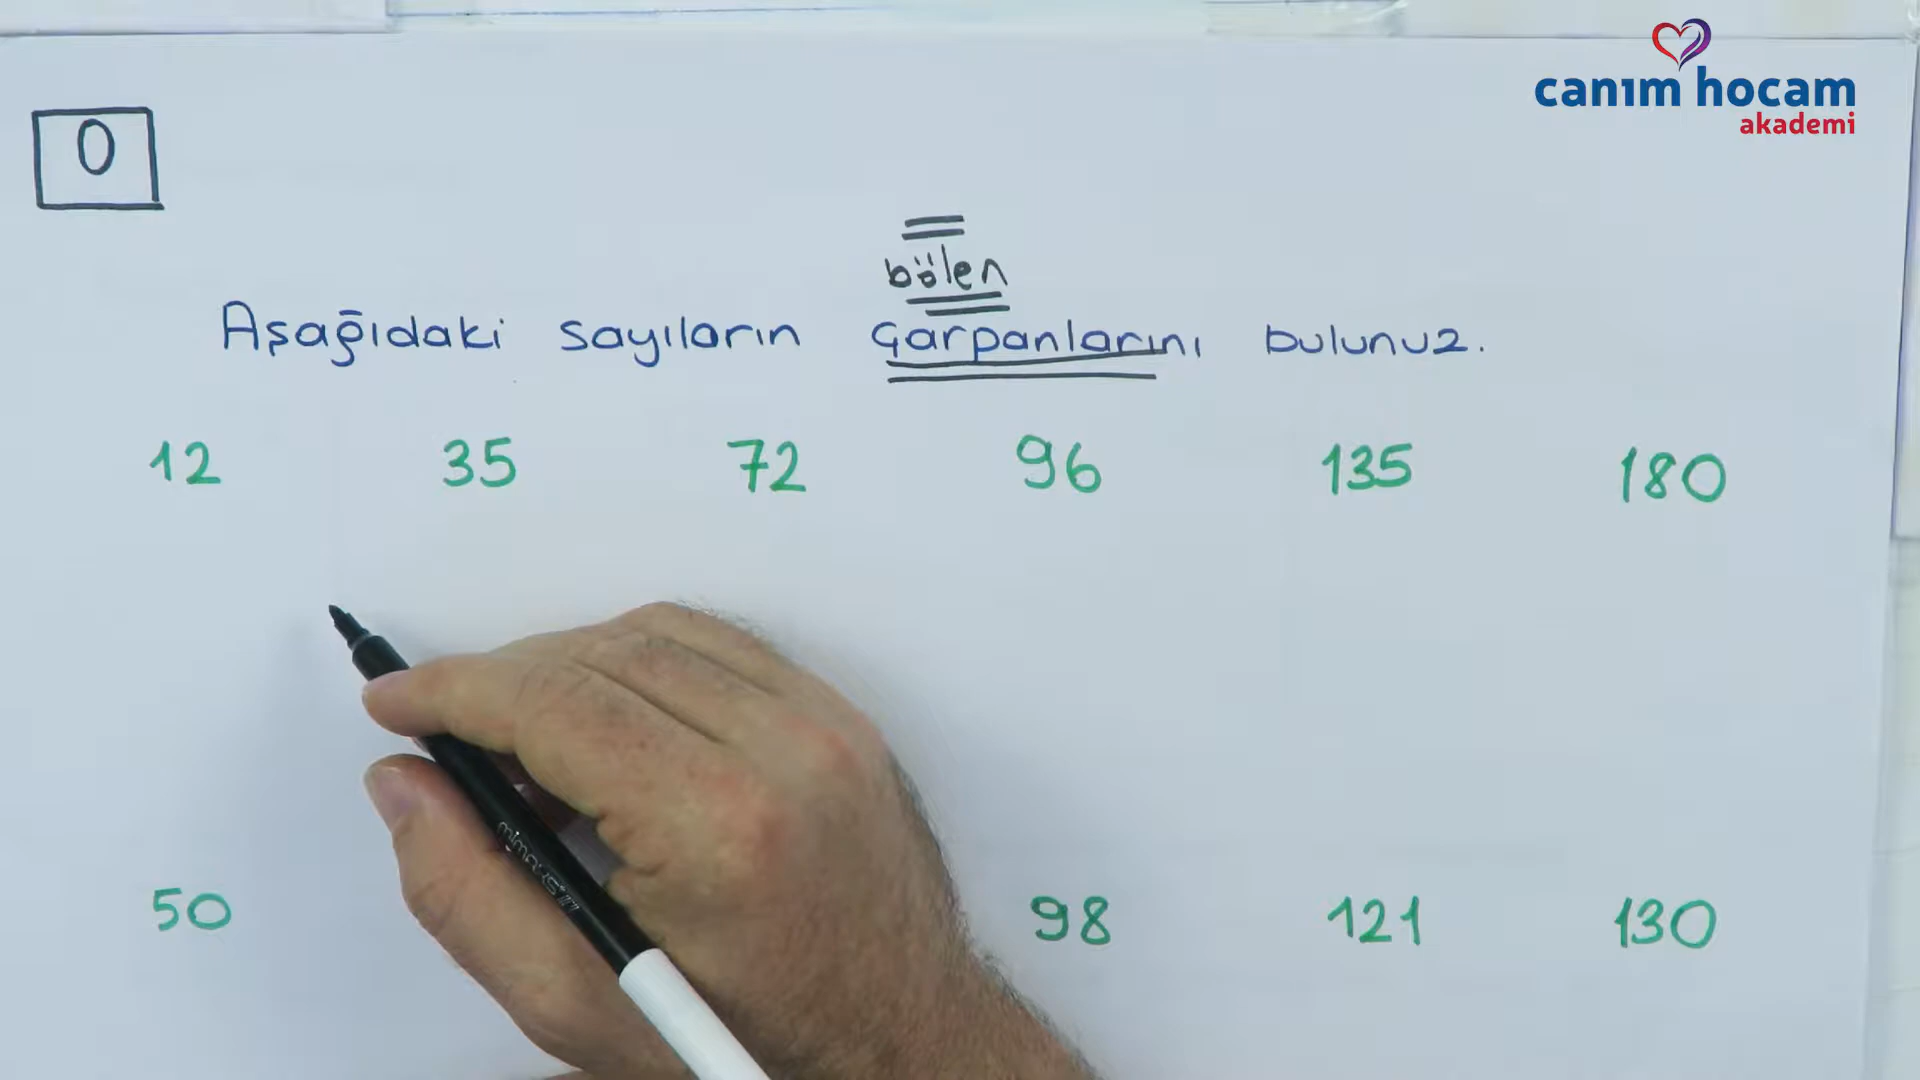 canım hocam
akademi
0
bölen
Aşağıdaki sayıların çarpanlarını bulunuz.
12 35 72 96 135 180
50 98 121 130